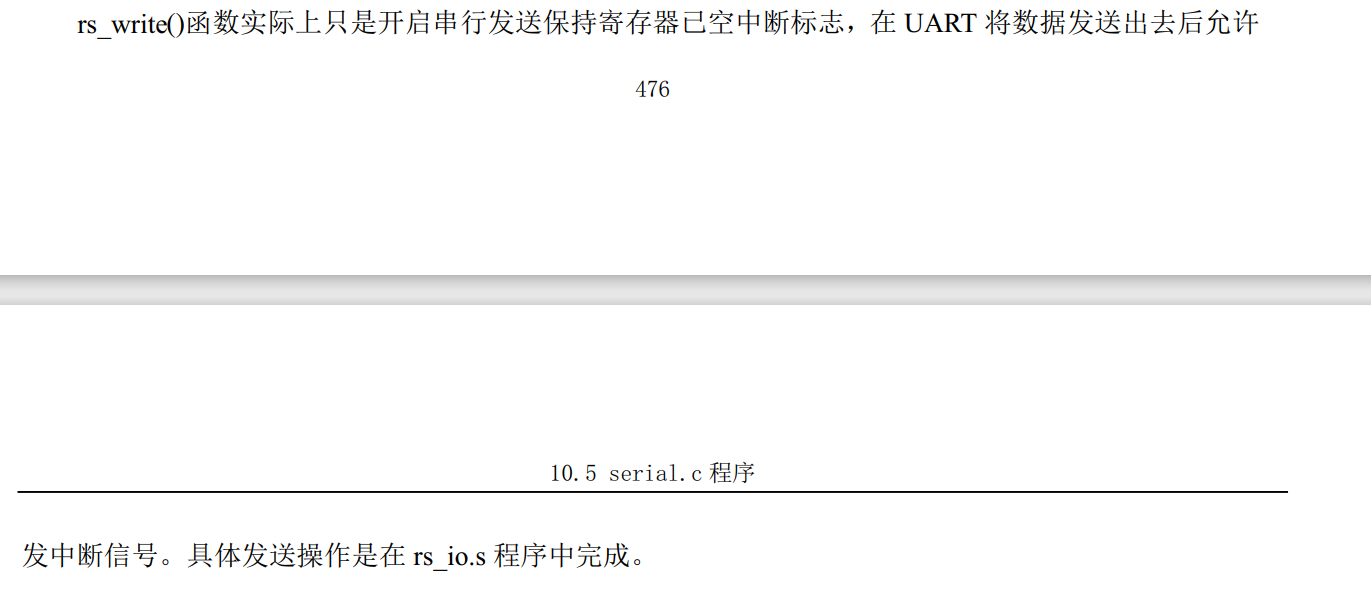 rs_write()函数实际上只是开启串行发送保持寄存器已空中断标志，在 UART 将数据发送出去后允许
476
10.5 serial.c 程序
发中断信号。具体发送操作是在 rs_io.s 程序中完成。